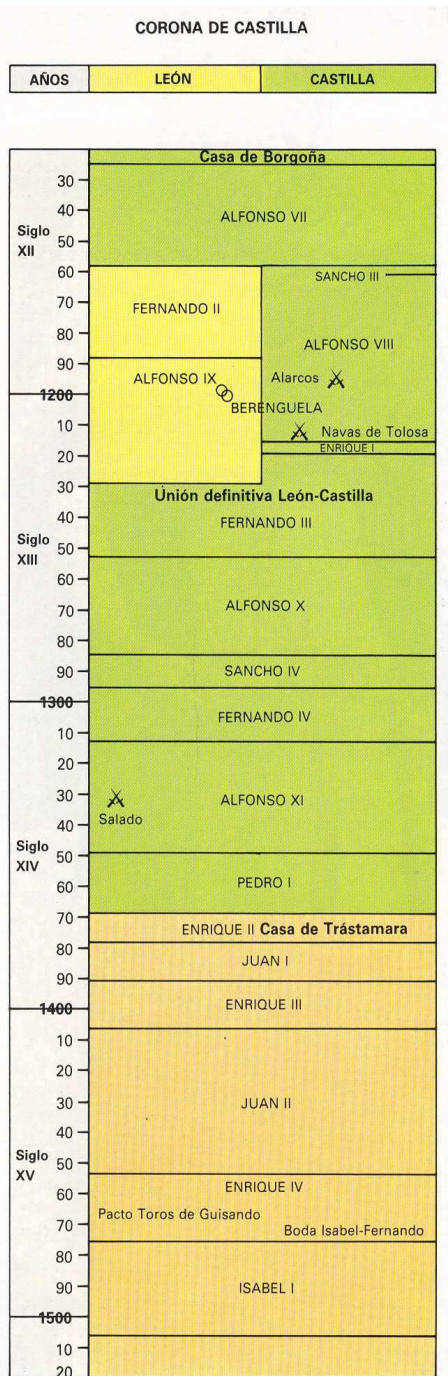 CORONA DE CASTILLA
AÑOS LEÓN CASTILLA
Casa de Borgoña
30
40 ALFONSO VII
Siglo
XII
50
60 SANCHO III
70 FERNANDO II
80 ALFONSO VIII
90 ALFONSO IX Alarcos
1200 BERENGUELA
10 Navas de Tolosa
20 ENRIQUE I
30 Unión definitiva León-Castilla
40 FERNANDO III
Siglo
XIII
50
60
70 ALFONSO X
80
90 SANCHO IV
1300
10 FERNANDO IV
20
30 ALFONSO XI
40 Salado
Siglo
XIV
50
60 PEDRO I
70 ENRIQUE II Casa de Trástamara
80 JUAN I
90
1400 ENRIQUE III
10
20
30 JUAN II
40
Siglo
XV
50
60 ENRIQUE IV
Pacto Toros de Guisando
70 Boda Isabel-Fernando
80
90 ISABEL I
1500
10
20